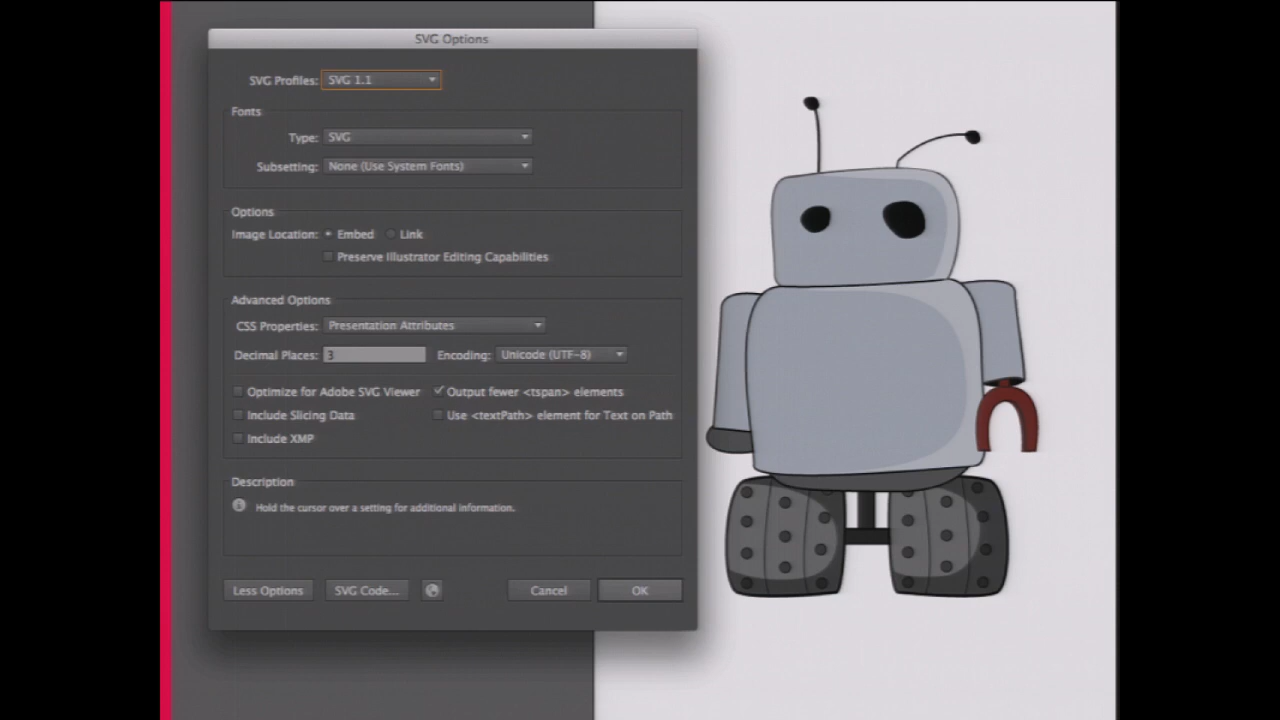 SVG Options
SVG Profiles: SVG 1.1
Fonts
Type: SVG
Subsetting: None (Use System Fonts)
Options
Image Location: Embed Link
Preserve Illustrator Editing Capabilities
Advanced Options
CSS Properties: Presentation Attributes
Decimal Places: 3 Encoding: Unicode (UTF-8)
Optimize for Adobe SVG Viewer Output fewer <tspan> elements
Include Slicing Data Use <textPath> element for Text on Path
Include XMP
Description
Hold the cursor over a setting for additional information.
Less Options SVG Code... Cancel OK